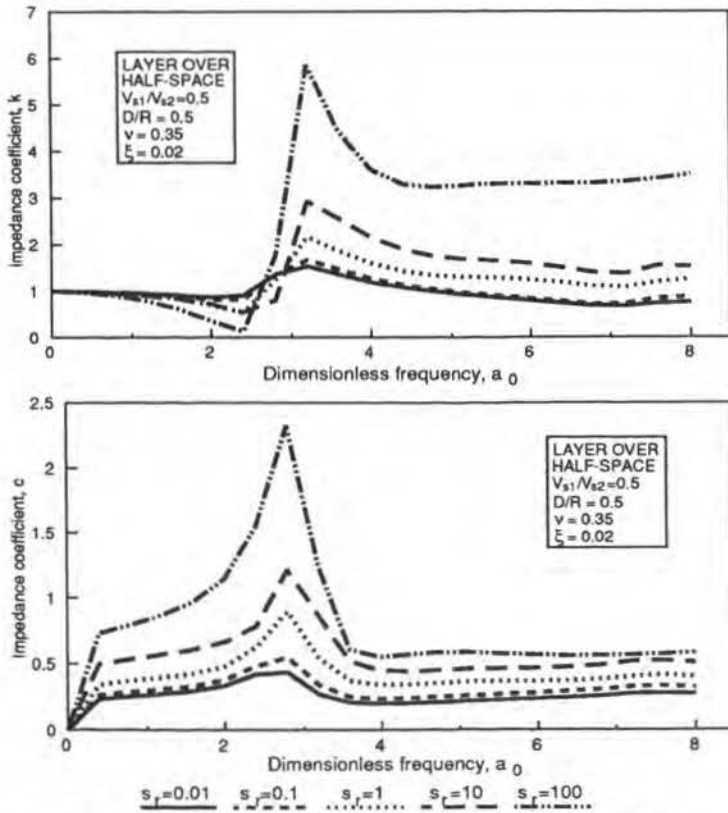 7
6
5
4
3
2
1
0
Impedance coefficient, k
LAYER OVER
HALF-SPACE
Vs1/Vs2=0.5
D/R = 0.5
ν = 0.35
ξ = 0.02
0 2 4 6 8
Dimensionless frequency, a0
2.5
2
1.5
1
0.5
0
Impedance coefficient, c
LAYER OVER
HALF-SPACE
Vs1/Vs2=0.5
D/R = 0.5
ν = 0.35
ξ = 0.02
0 2 4 6 8
Dimensionless frequency, a0
sr=0.01 sr=0.1 sr=1 sr=10 sr=100